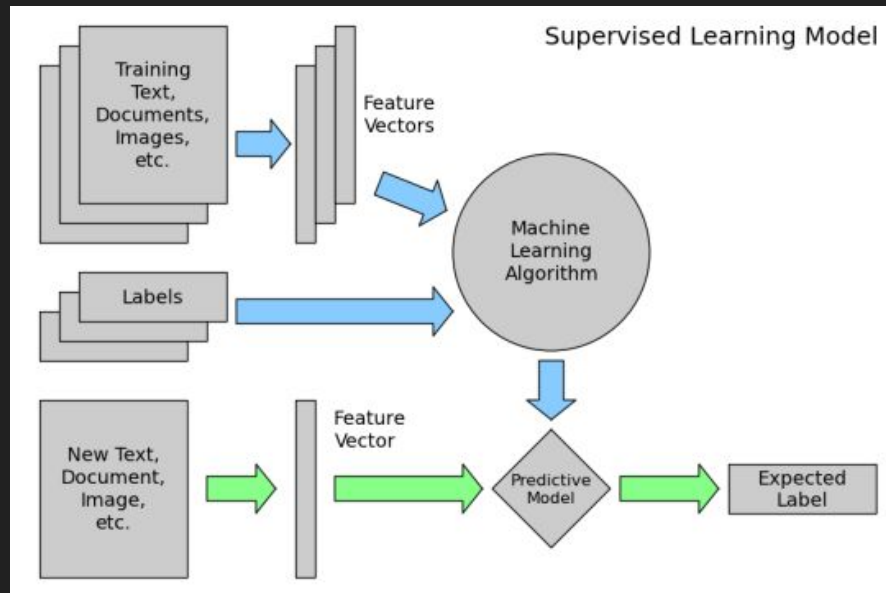 Supervised Learning Model
Training
Text,
Documents,
Images,
etc.
Feature
Vectors
Machine
Learning
Algorithm
Labels
New Text,
Document,
Image,
etc.
Feature
Vector
Predictive
Model
Expected
Label